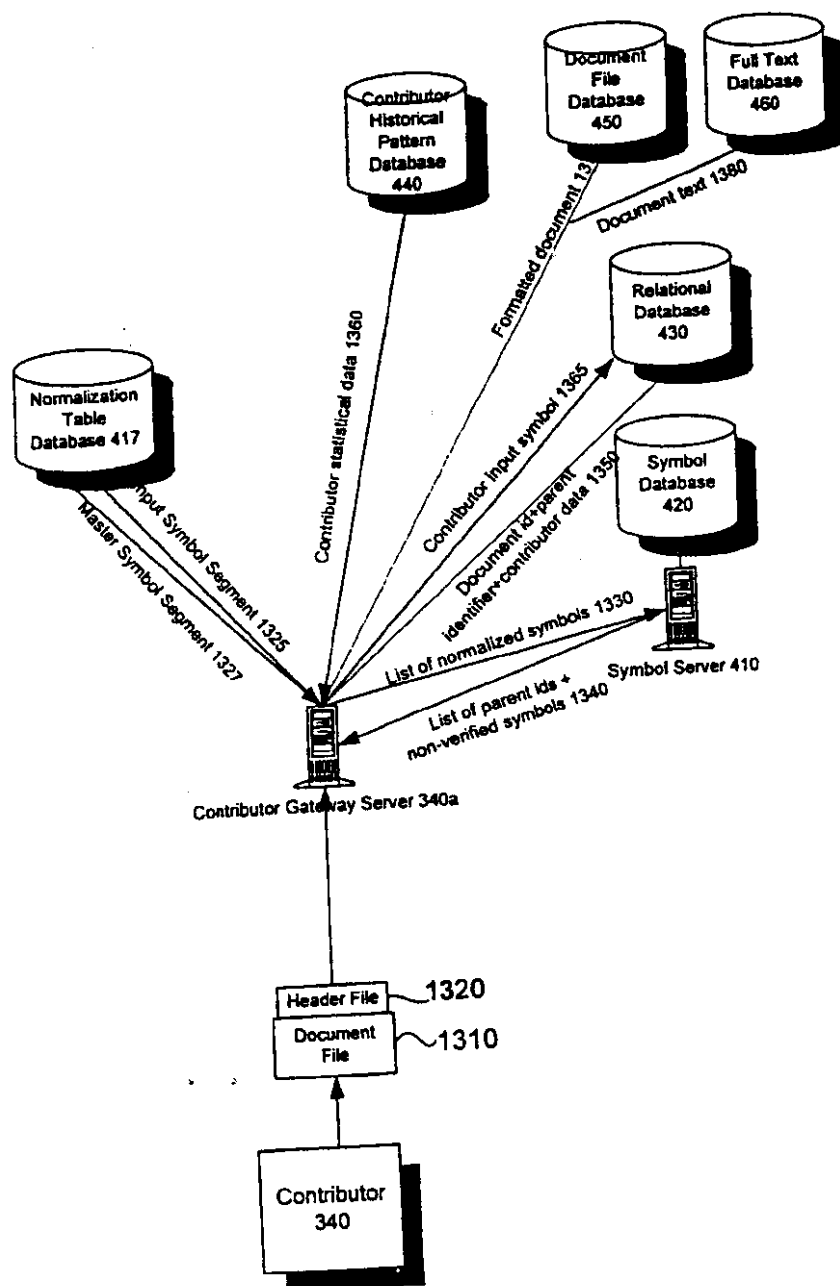 Document
File
Database
450
Full Text
Database
460
Contributor
Historical
Pattern
Database
440
Document text 1380
Formatted document
Relational
Database
430
Contributor statistical data 1360
Contributor input symbol 1365
Normalization
Table
Database 417
Symbol
Database
420
Document id+parent
identifier+contributor data 1350
Input Symbol Segment 1325
Master Symbol Segment 1327
List of normalized symbols 1330
Symbol Server 410
List of parent ids +
non-verified symbols 1340
Contributor Gateway Server 340a
Header File
1320
Document
File
1310
Contributor
340